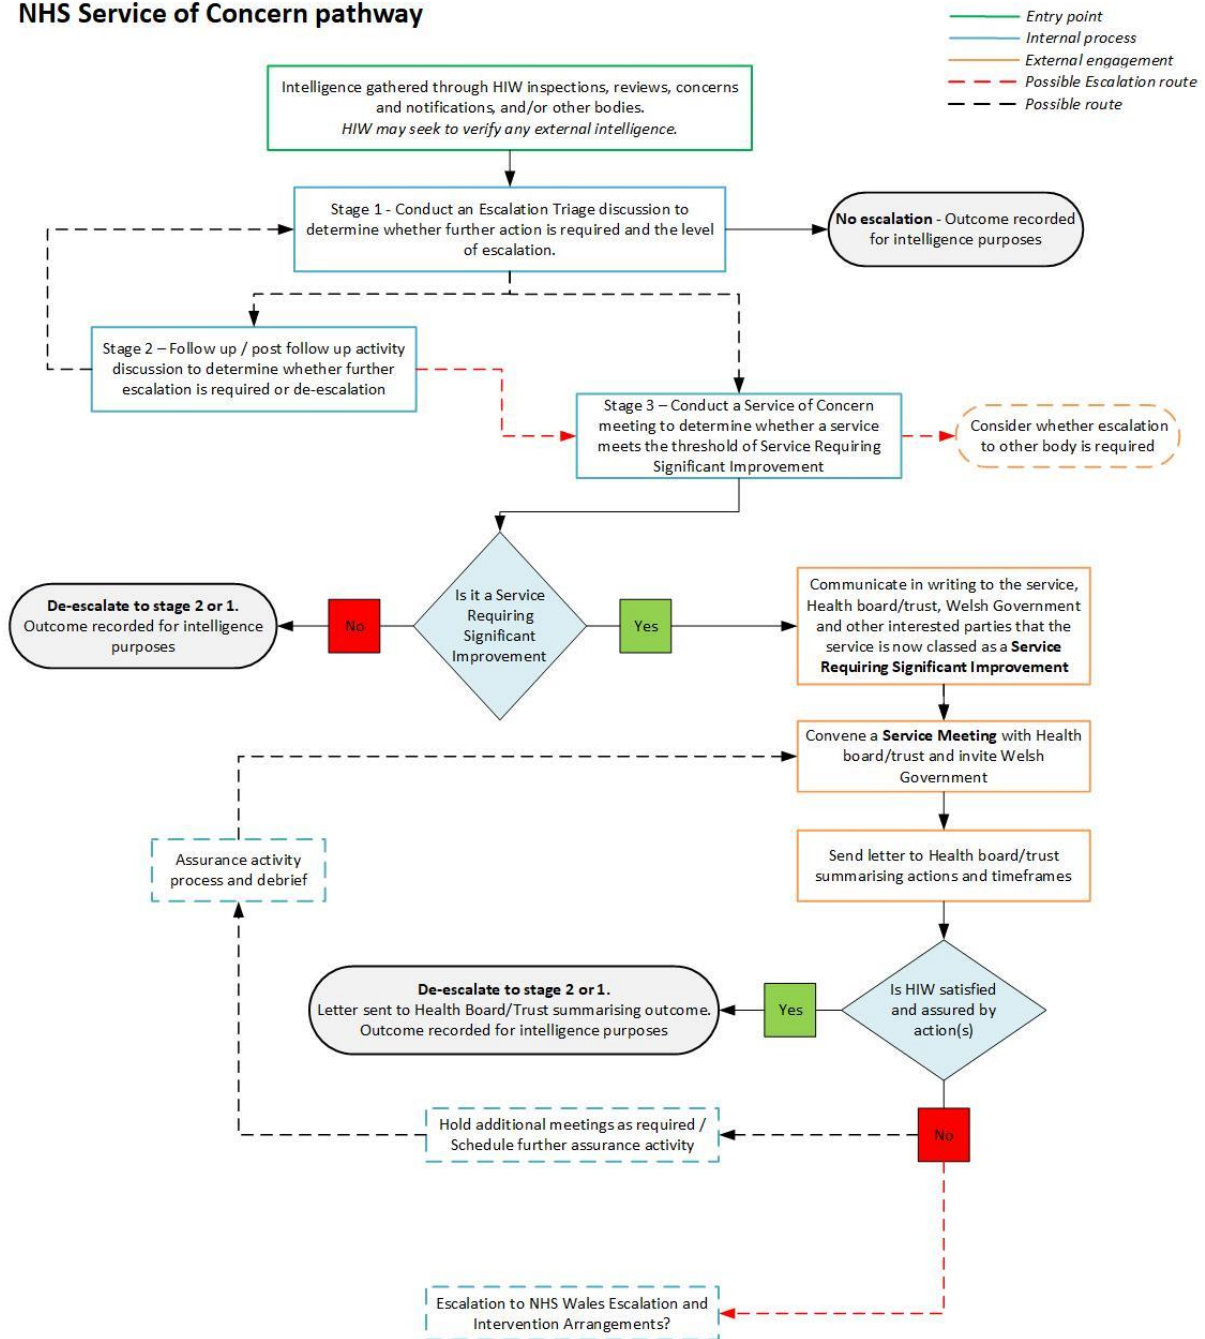 NHS Service of Concern pathway
Entry point
Internal process
External engagement
Possible Escalation route
Possible route
Intelligence gathered through HIW inspections, reviews, concerns
and notifications, and/or other bodies.
HIW may seek to verify any external intelligence.
Stage 1 - Conduct an Escalation Triage discussion to
determine whether further action is required and the level
of escalation.
No escalation - Outcome recorded
for intelligence purposes
Stage 2 – Follow up / post follow up activity
discussion to determine whether further
escalation is required or de-escalation
Stage 3 – Conduct a Service of Concern
meeting to determine whether a service
meets the threshold of Service Requiring
Significant Improvement
Consider whether escalation
to other body is required
De-escalate to stage 2 or 1.
Outcome recorded for intelligence
purposes
No
Is it a Service
Requiring
Significant
Improvement
Yes
Communicate in writing to the service,
Health board/trust, Welsh Government
and other interested parties that the
service is now classed as a Service
Requiring Significant Improvement
Convene a Service Meeting with Health
board/trust and invite Welsh
Government
Assurance activity
process and debrief
Send letter to Health board/trust
summarising actions and timeframes
De-escalate to stage 2 or 1.
Letter sent to Health Board/Trust summarising outcome.
Outcome recorded for intelligence purposes
Yes
Is HIW satisfied
and assured by
action(s)
Hold additional meetings as required /
Schedule further assurance activity
No
Escalation to NHS Wales Escalation and
Intervention Arrangements?